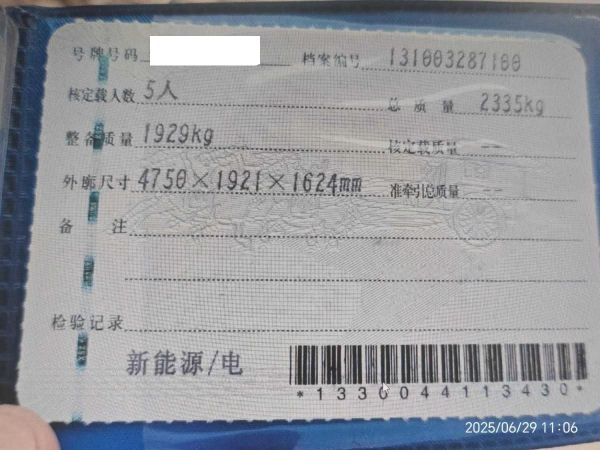 号牌号码 档案编号 131003287100
核定载人数 5人 总质量 2335kg
整备质量 1929kg 核定载质量 --
外廓尺寸 4750×1921×1624mm 准牵引总质量 --
备注
检验记录
新能源/电
*1330044113430*
2025/06/29 11:06